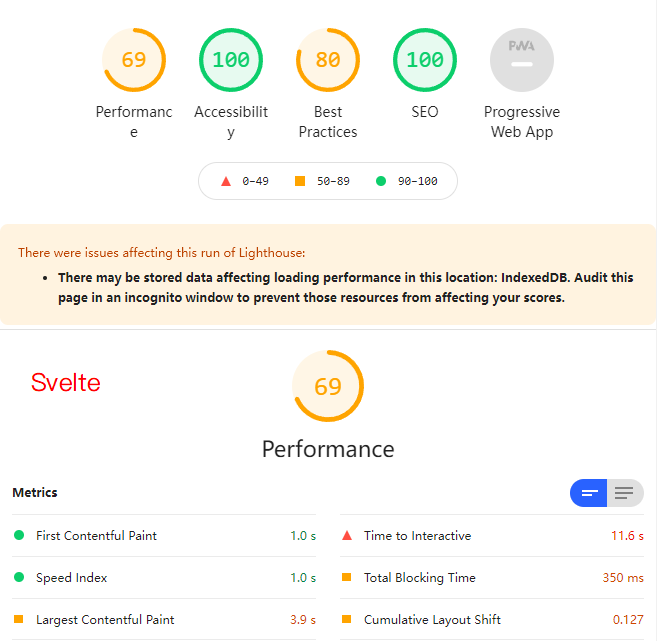 69 100 80 100 PWA
Performanc Accessibilit Best SEO Progressive
e y Practices Web App
0–49 50–89 90–100
There were issues affecting this run of Lighthouse:
• There may be stored data affecting loading performance in this location: IndexedDB. Audit this
page in an incognito window to prevent those resources from affecting your scores.
Svelte
69
Performance
Metrics
First Contentful Paint 1.0 s Time to Interactive 11.6 s
Speed Index 1.0 s Total Blocking Time 350 ms
Largest Contentful Paint 3.9 s Cumulative Layout Shift 0.127